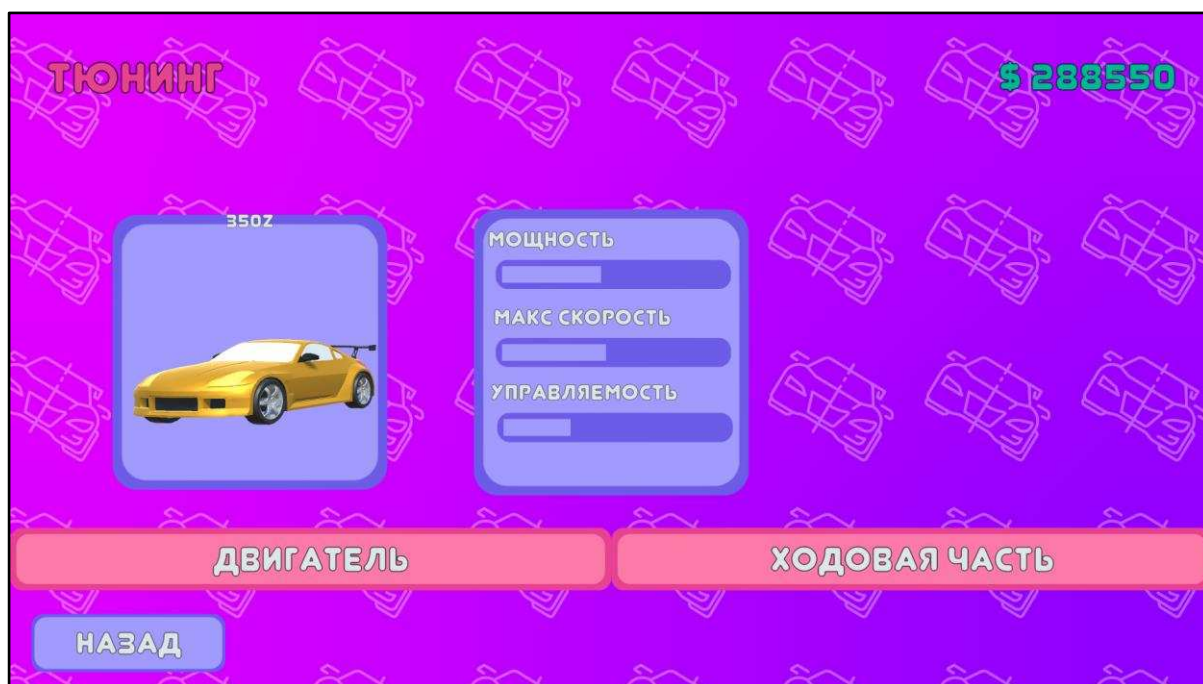 ТЮНИНГ
$ 288550
350Z
МОЩНОСТЬ
МАКС СКОРОСТЬ
УПРАВЛЯЕМОСТЬ
ДВИГАТЕЛЬ
ХОДОВАЯ ЧАСТЬ
НАЗАД